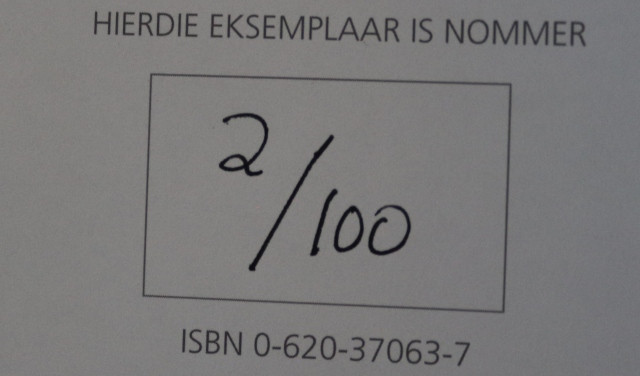 HIERDIE EKSEMPLAAR IS NOMMER
2/100
ISBN 0-620-37063-7